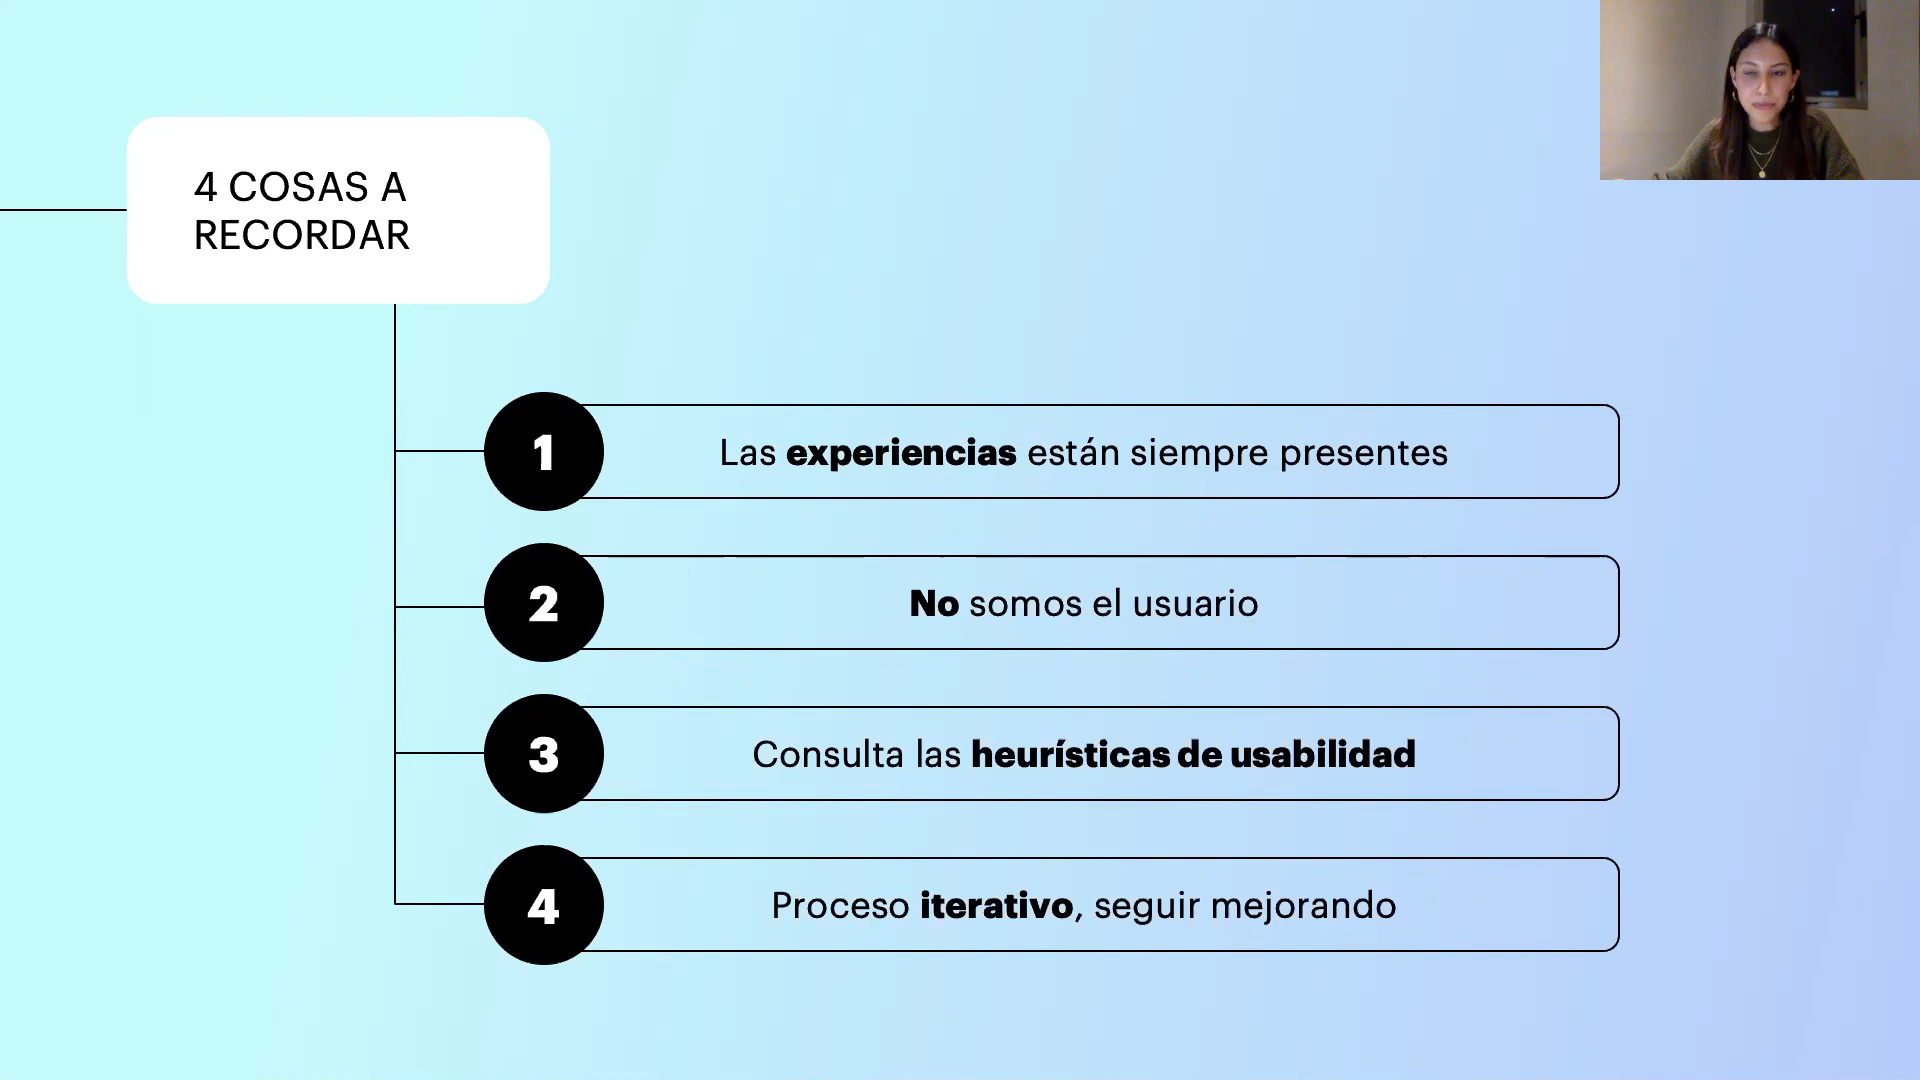 4 COSAS A
RECORDAR
1
Las experiencias están siempre presentes
2
No somos el usuario
3
Consulta las heurísticas de usabilidad
4
Proceso iterativo, seguir mejorando